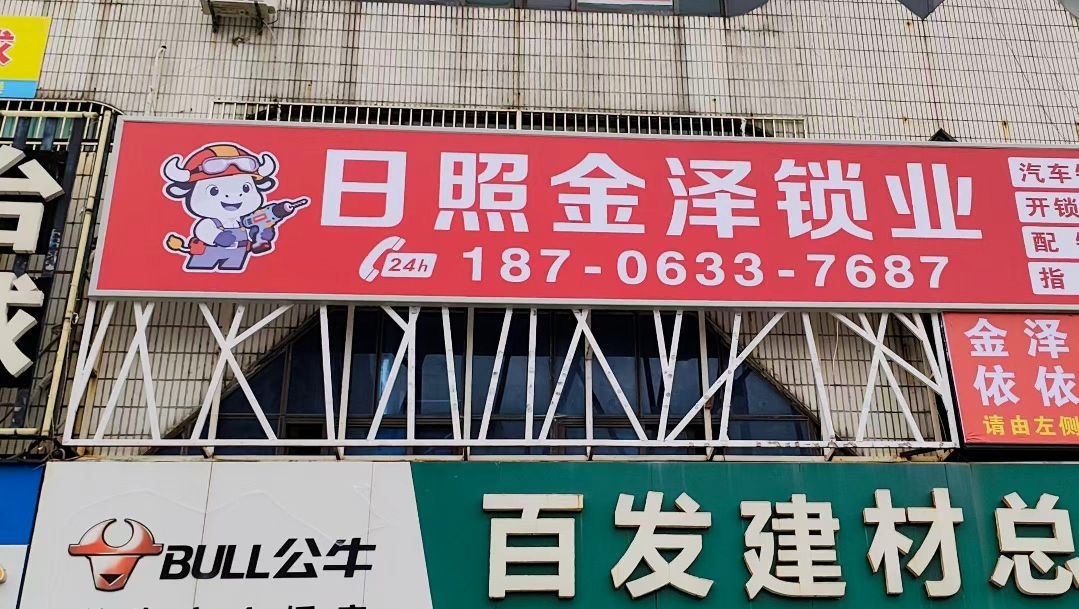 日照金泽锁业
24h 187-0633-7687
汽车
开锁
配
指
金泽
依依
请由左侧
BULL公牛
百发建材总